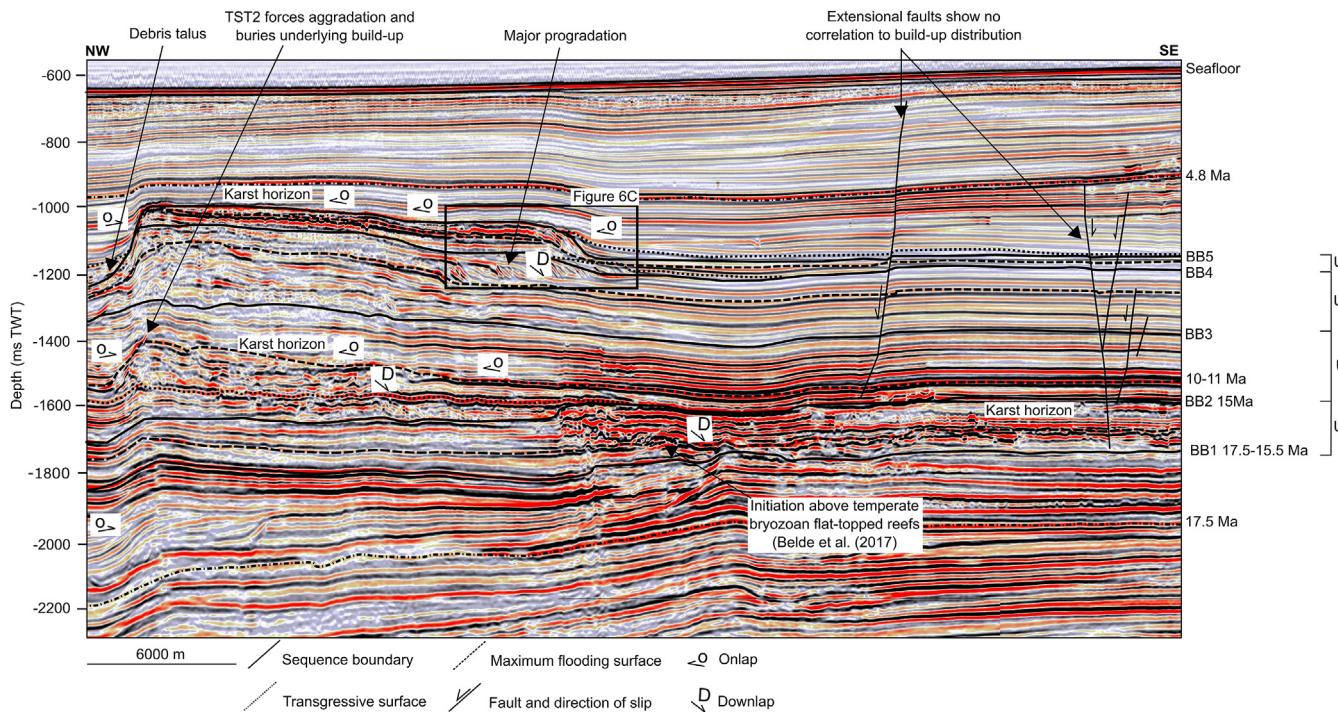 Debris talus
TST2 forces aggradation and
buries underlying build-up
Major progradation
Extensional faults show no
correlation to build-up distribution
NW
SE
-600
-800
-1000
-1200
-1400
-1600
-1800
-2000
-2200
Depth (ms TWT)
Seafloor
4.8 Ma
BB5
BB4
BB3
10-11 Ma
BB2 15Ma
BB1 17.5-15.5 Ma
17.5 Ma
U
U
U
U
Karst horizon
Figure 6C
Karst horizon
Karst horizon
O
O
O
O
O
O
O
O
D
D
D
Initiation above temperate
bryozoan flat-topped reefs
(Belde et al. (2017)
6000 m
Sequence boundary
Maximum flooding surface
O Onlap
Transgressive surface
Fault and direction of slip
D Downlap